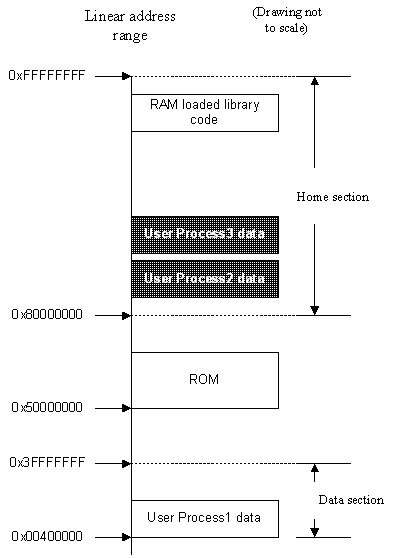 Linear address
range
(Drawing not
to scale)
0xFFFFFFFF
RAM loaded library
code
Home section
User Process3 data
User Process2 data
0x80000000
ROM
0x50000000
0x3FFFFFFF
Data section
User Process1 data
0x00400000